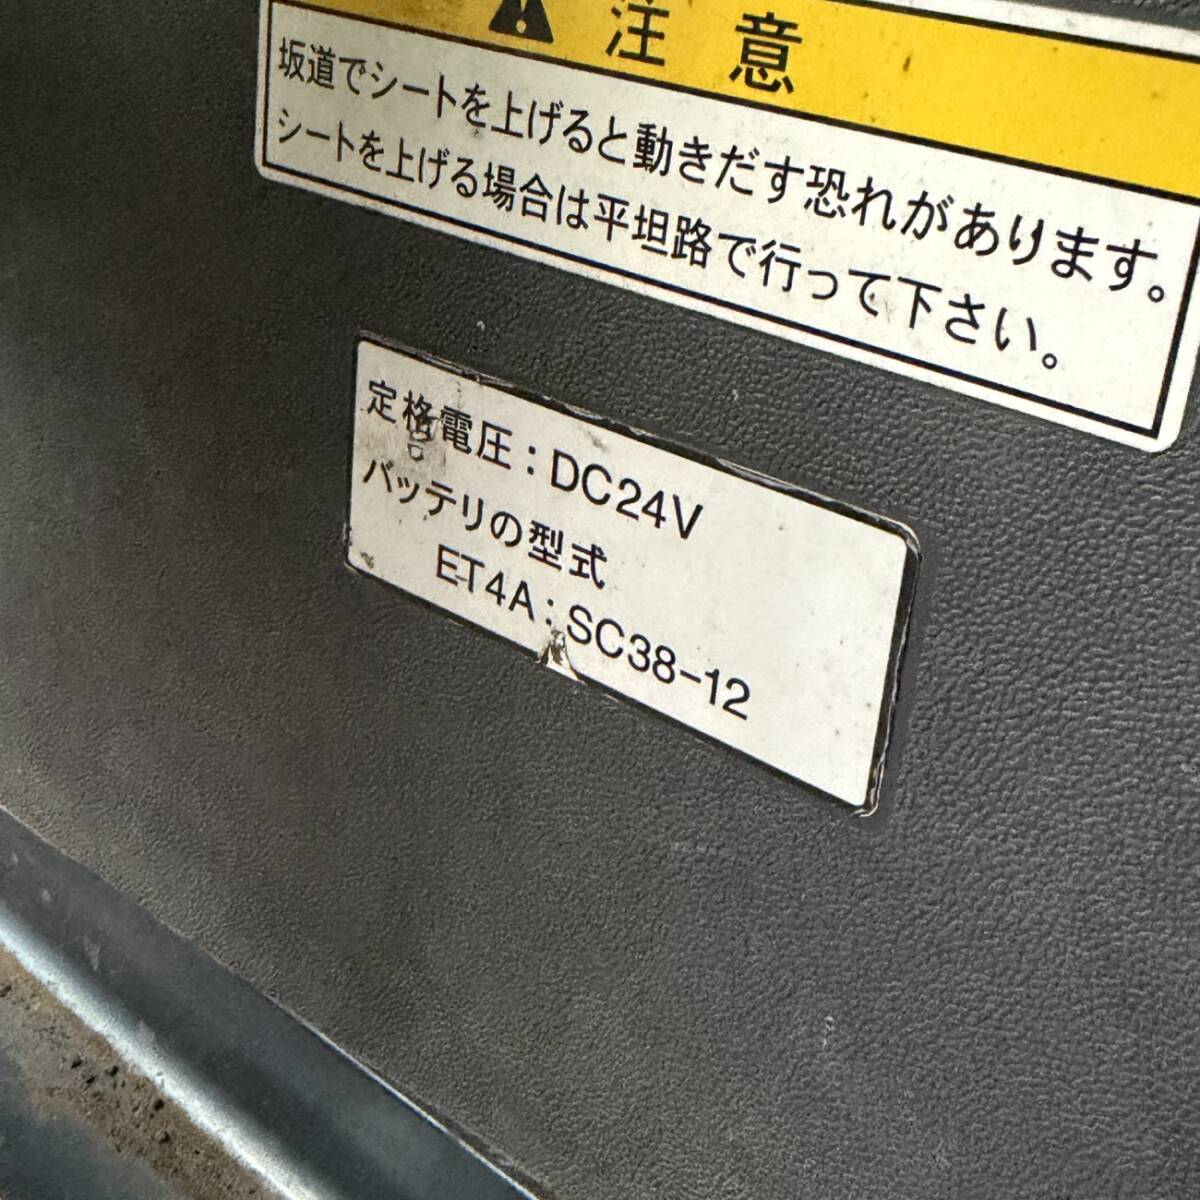 注意
坂道でシートを上げると動きだす恐れがあります。
シートを上げる場合は平坦路で行って下さい。
定格電圧：DC24V
バッテリの型式
ET4A：SC38-12